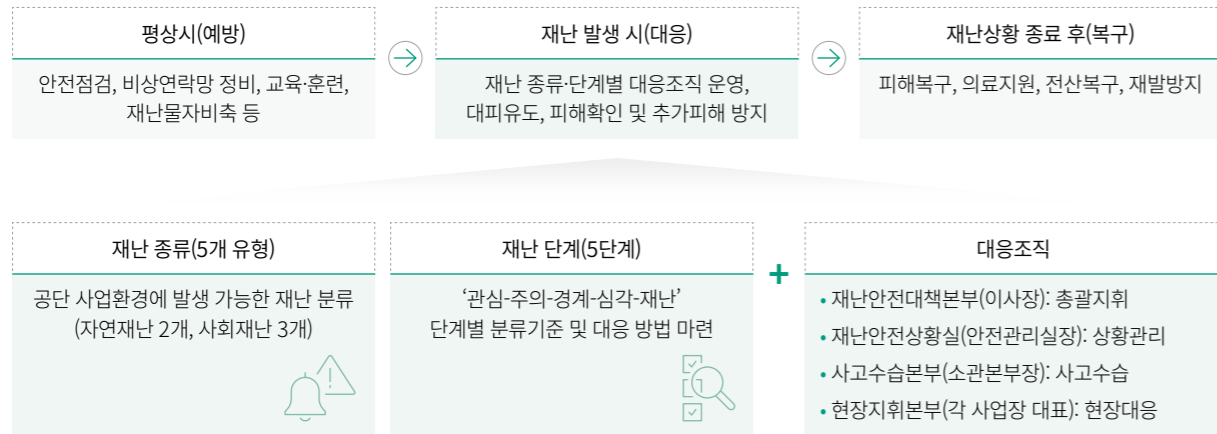 평상시(예방)
안전점검, 비상연락망 정비, 교육·훈련,
재난물자비축 등
재난 발생 시(대응)
재난 종류·단계별 대응조직 운영,
대피유도, 피해확인 및 추가피해 방지
재난상황 종료 후(복구)
피해복구, 의료지원, 전산복구, 재발방지
재난 종류(5개 유형)
공단 사업환경에 발생 가능한 재난 분류
(자연재난 2개, 사회재난 3개)
재난 단계(5단계)
‘관심-주의-경계-심각-재난’
단계별 분류기준 및 대응 방법 마련
+
대응조직
• 재난안전대책본부(이사장): 총괄지휘
• 재난안전상황실(안전관리실장): 상황관리
• 사고수습본부(소관본부장): 사고수습
• 현장지휘본부(각 사업장 대표): 현장대응